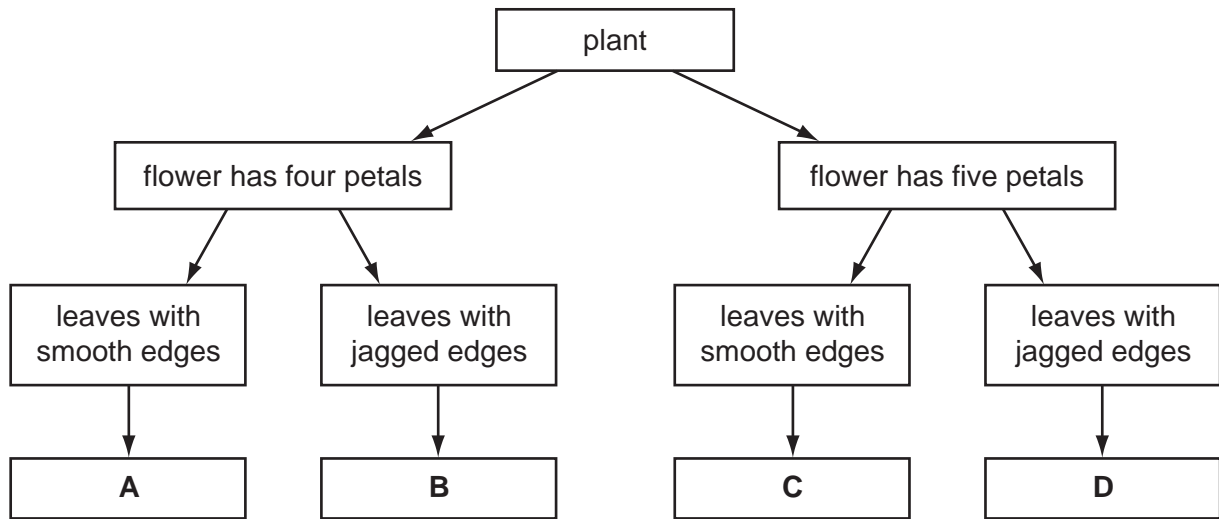 plant
flower has four petals
flower has five petals
leaves with
smooth edges
leaves with
jagged edges
leaves with
smooth edges
leaves with
jagged edges
A
B
C
D